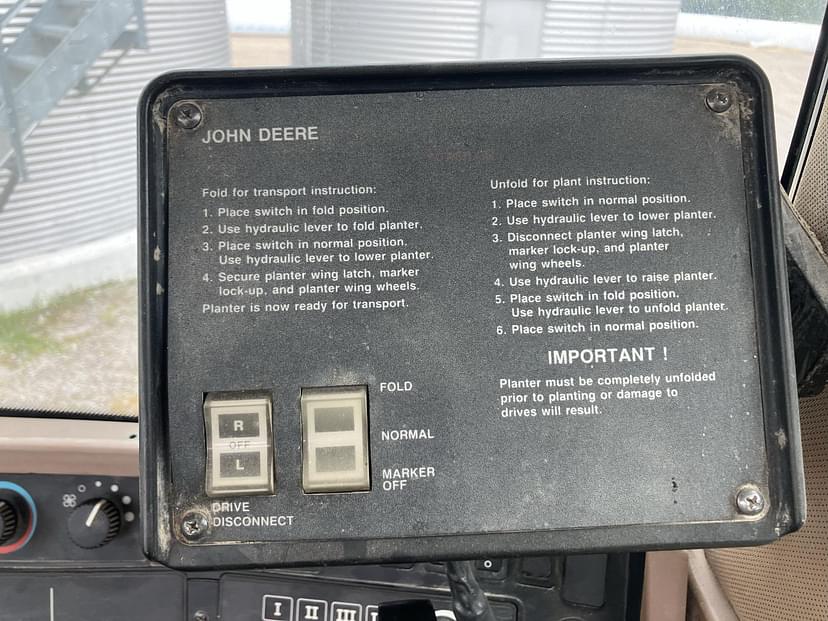 JOHN DEERE
Fold for transport instruction:
1. Place switch in fold position.
2. Use hydraulic lever to fold planter.
3. Place switch in normal position.
Use hydraulic lever to lower planter.
4. Secure planter wing latch, marker
lock-up, and planter wing wheels.
Planter is now ready for transport.
Unfold for plant instruction:
1. Place switch in normal position.
2. Use hydraulic lever to lower planter.
3. Disconnect planter wing latch,
marker lock-up, and planter
wing wheels.
4. Use hydraulic lever to raise planter.
5. Place switch in fold position.
Use hydraulic lever to unfold planter.
6. Place switch in normal position.
IMPORTANT !
Planter must be completely unfolded
prior to planting or damage to
drives will result.
R
OFF
L
DRIVE
DISCONNECT
FOLD
NORMAL
MARKER
OFF
I II III